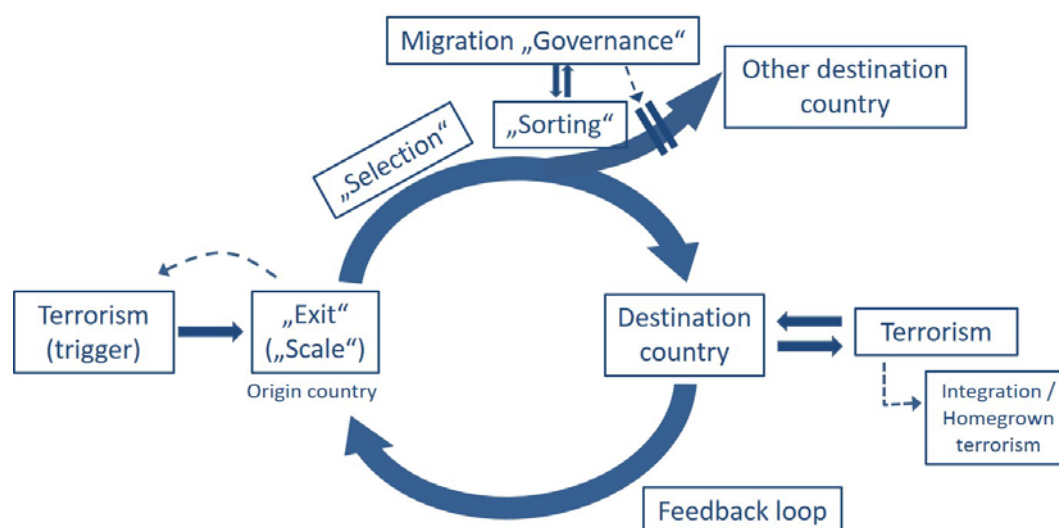 Migration „Governance“
„Sorting“
Other destination
country
„Selection“
Terrorism
(trigger)
„Exit“
(„Scale“)
Origin country
Destination
country
Terrorism
Integration /
Homegrown
terrorism
Feedback loop